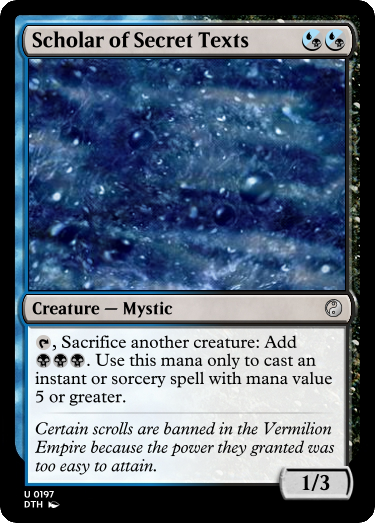 Scholar of Secret Texts
Creature — Mystic
, Sacrifice another creature: Add
. Use this mana only to cast an
instant or sorcery spell with mana value
5 or greater.
Certain scrolls are banned in the Vermilion
Empire because the power they granted was
too easy to attain.
1/3
U 0197
DTH